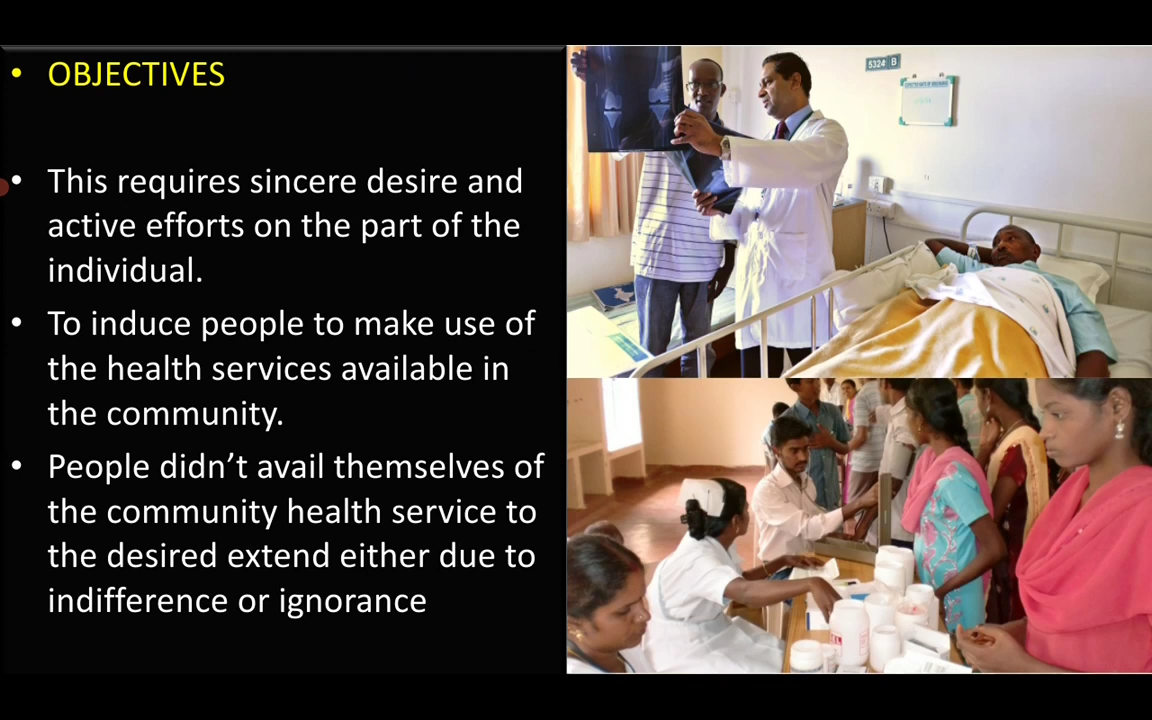 • OBJECTIVES
• This requires sincere desire and
active efforts on the part of the
individual.
• To induce people to make use of
the health services available in
the community.
• People didn’t avail themselves of
the community health service to
the desired extend either due to
indifference or ignorance
5324 B